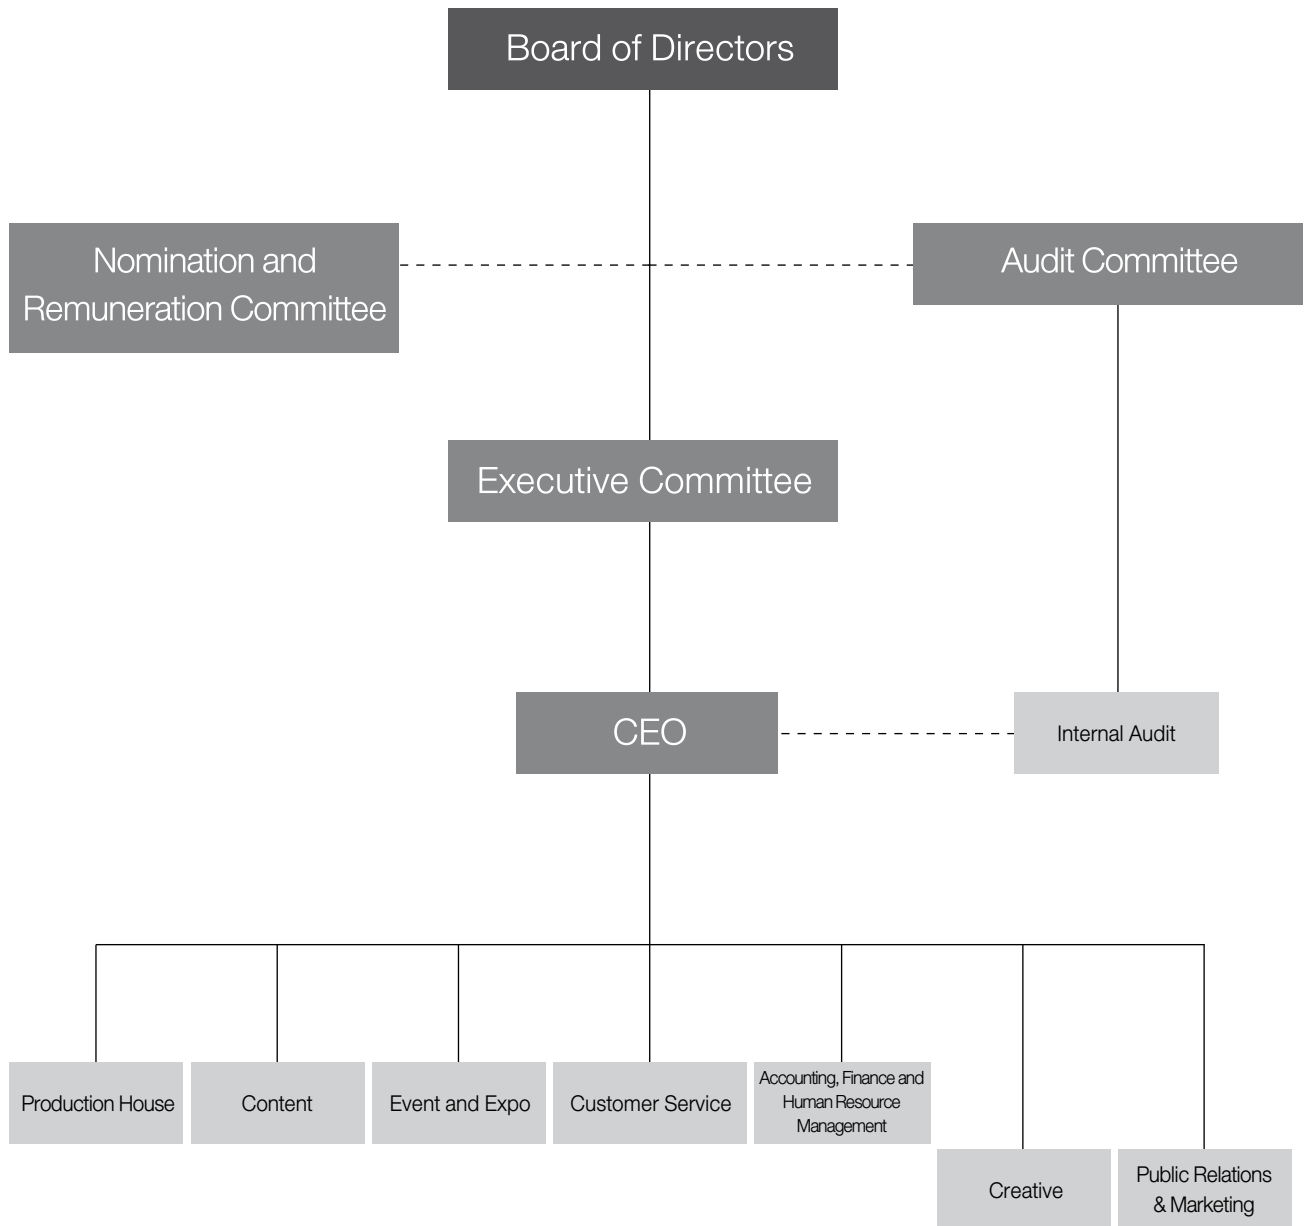 Board of Directors
Nomination and
Remuneration Committee
Audit Committee
Executive Committee
CEO
Internal Audit
Production House
Content
Event and Expo
Customer Service
Accounting, Finance and
Human Resource
Management
Creative
Public Relations
& Marketing